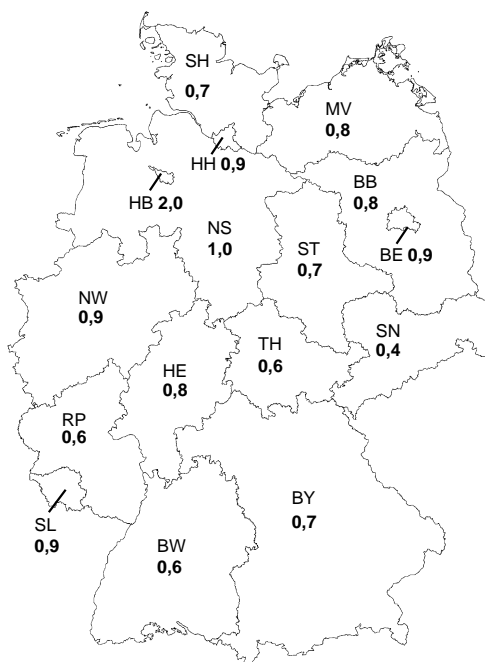 SH
0,7
MV
0,8
HH 0,9
HB 2,0
BB
0,8
NS
1,0
ST
0,7
BE 0,9
NW
0,9
SN
0,4
TH
0,6
HE
0,8
RP
0,6
SL
0,9
BY
0,7
BW
0,6